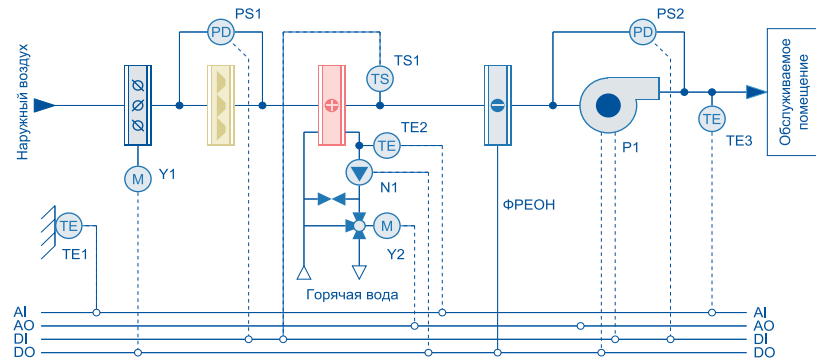 PS1
PD
TS1
TS
PS2
PD
Наружный воздух
Обслуживаемое
помещение
M
Y1
TE2
TE
N1
P1
TE
TE3
ФРЕОН
TE
TE1
M
Y2
Горячая вода
AI
AI
AO
AO
DI
DI
DO
DO